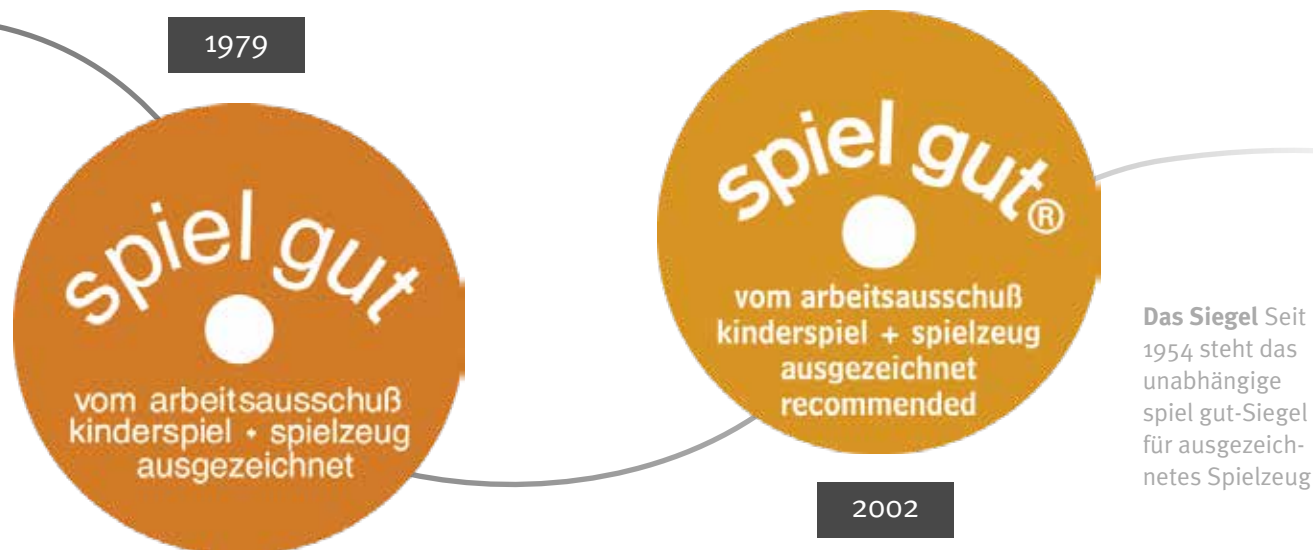 1979
spiel gut
vom arbeitsausschuß
kinderspiel + spielzeug
ausgezeichnet
spiel gut®
vom arbeitsausschuß
kinderspiel + spielzeug
ausgezeichnet
recommended
2002
Das Siegel Seit
1954 steht das
unabhängige
spiel gut-Siegel
für ausgezeich-
netes Spielzeug